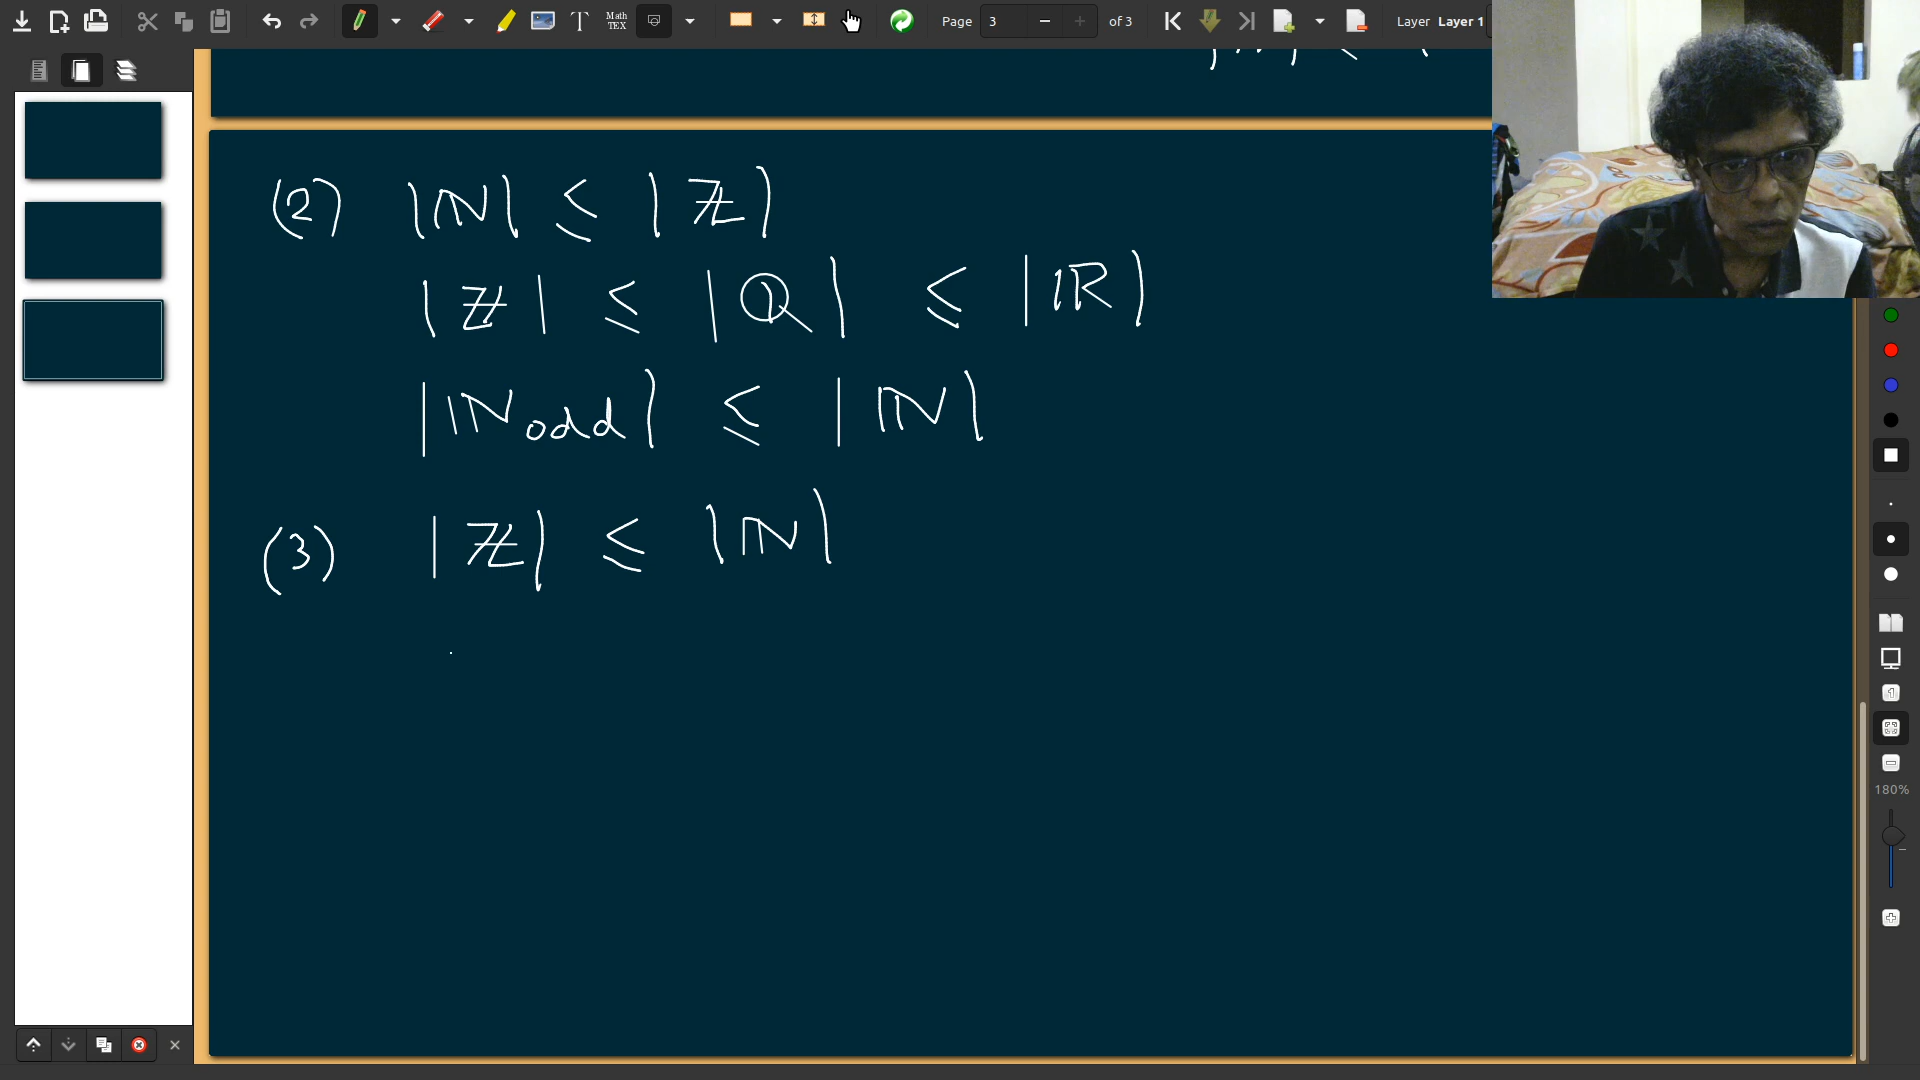 Page 3 of 3 Layer Layer 1
T Math TEX
(2) |ℕ| ≤ |ℤ|
|ℤ| ≤ |ℚ| ≤ |ℝ|
|ℕodd| ≤ |ℕ|
(3) |ℤ| ≤ |ℕ|
180%